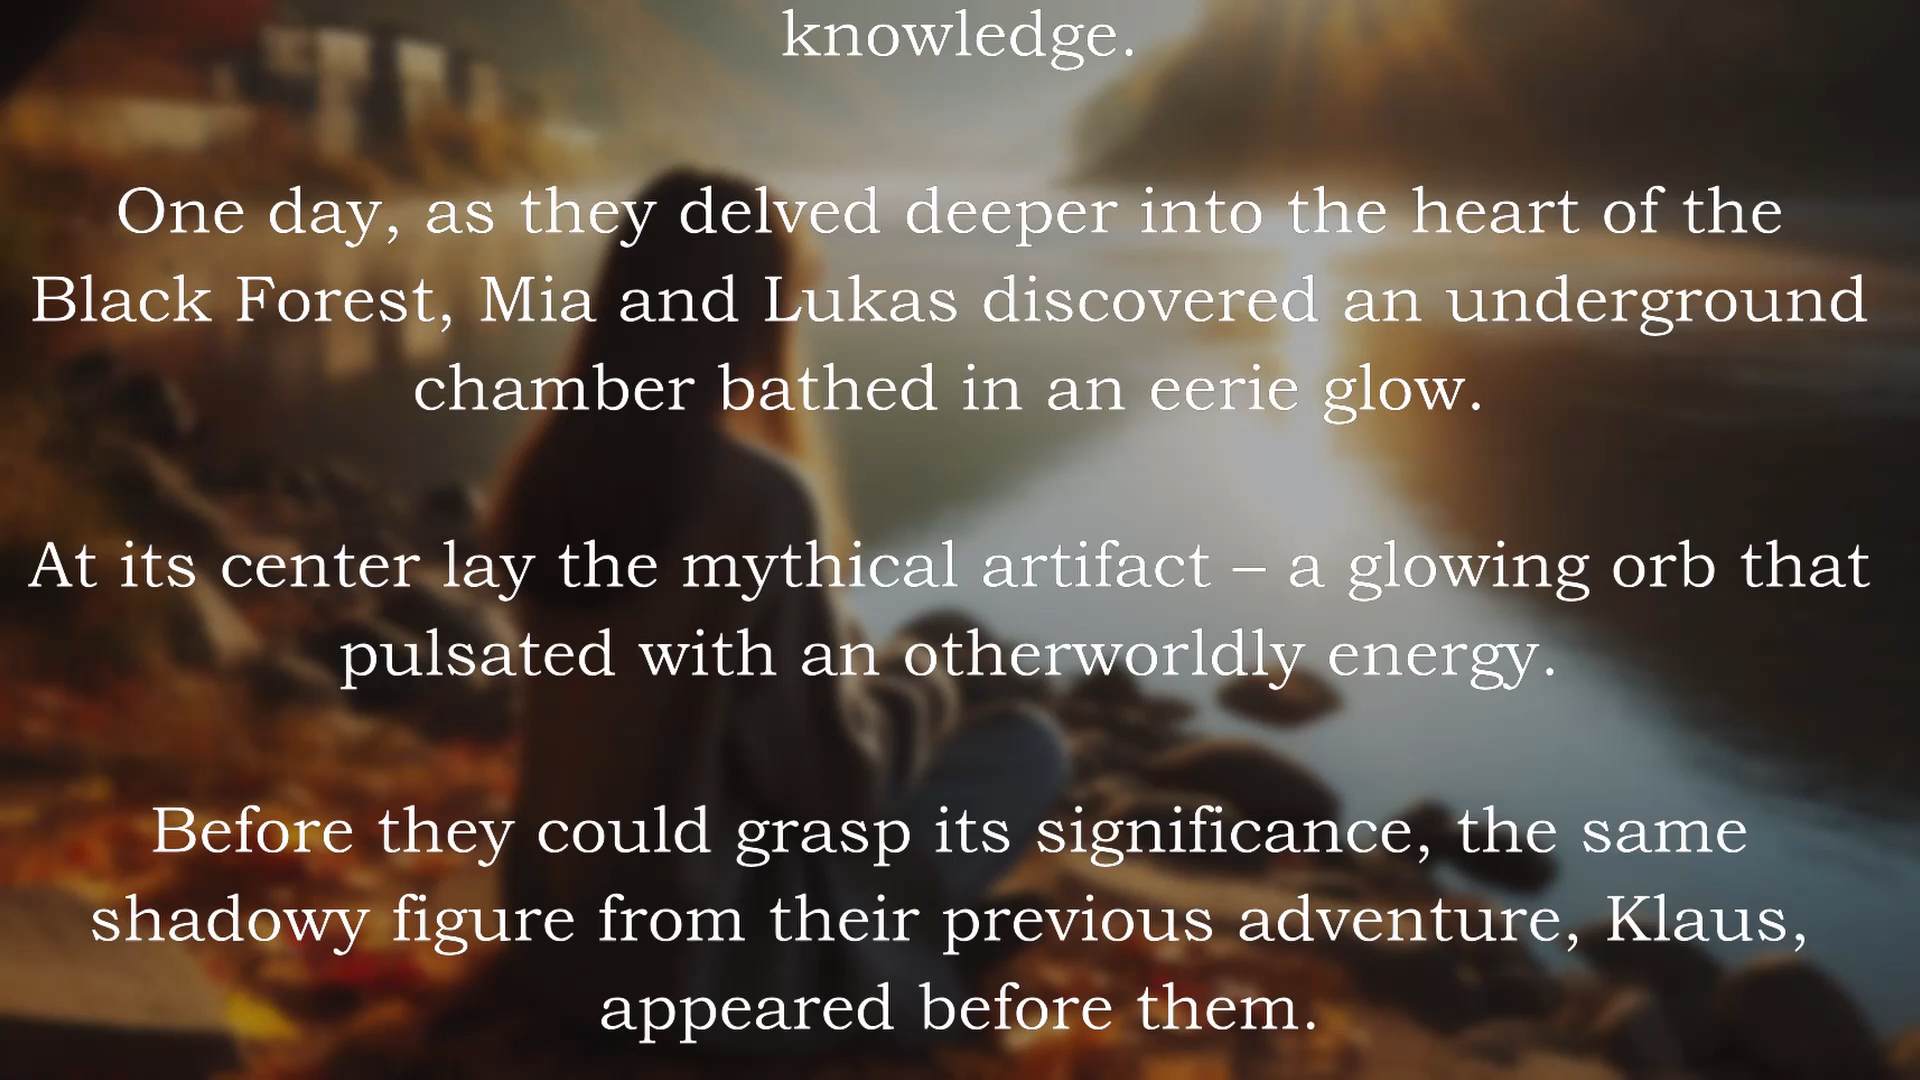 knowledge.
One day, as they delved deeper into the heart of the
Black Forest, Mia and Lukas discovered an underground
chamber bathed in an eerie glow.
At its center lay the mythical artifact – a glowing orb that
pulsated with an otherworldly energy.
Before they could grasp its significance, the same
shadowy figure from their previous adventure, Klaus,
appeared before them.